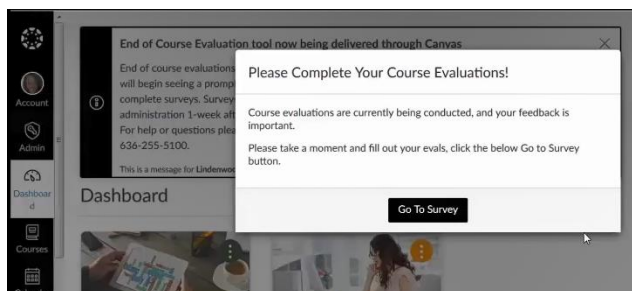 Account
Admin
Dashboar
d
Courses
End of Course Evaluation tool now being delivered through Canvas
End of course evaluations
will begin seeing a prompt
complete surveys. Survey
administration 1-week aft
For help or questions plea
636-255-5100.
This is a message for Lindenwoo
Dashboard
Please Complete Your Course Evaluations!
Course evaluations are currently being conducted, and your feedback is
important.
Please take a moment and fill out your evals, click the below Go to Survey
button.
Go To Survey